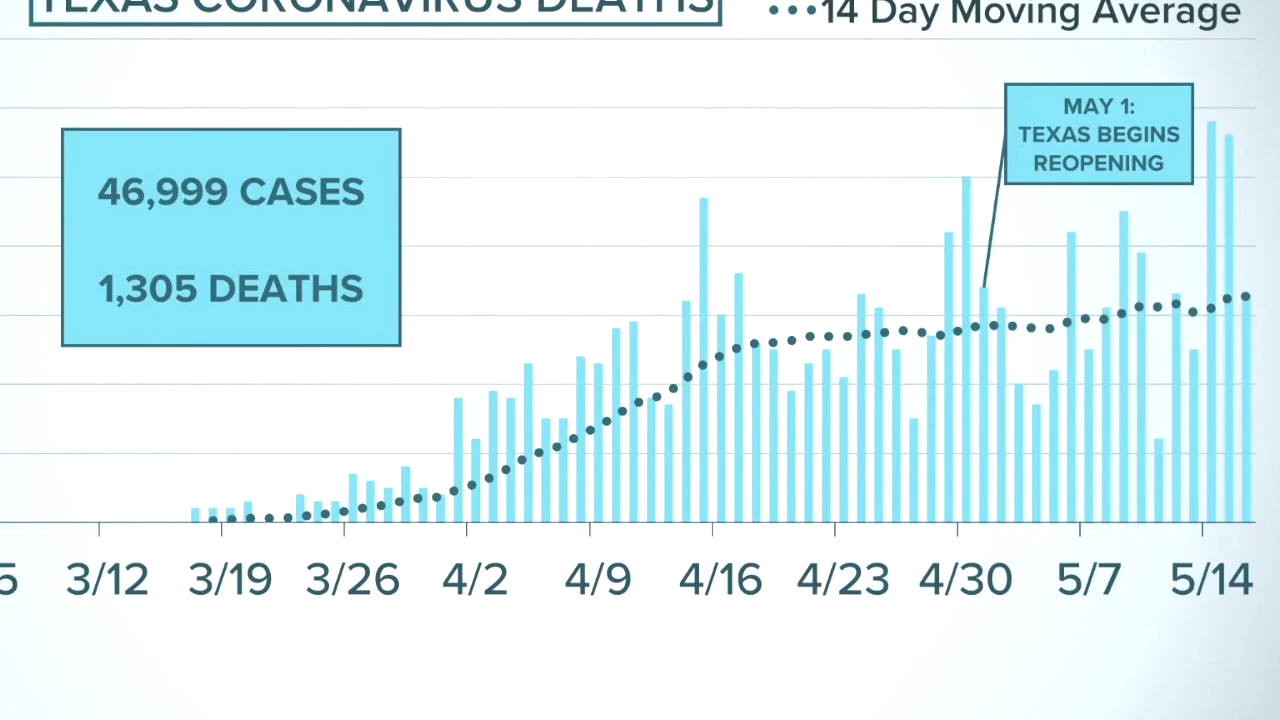 TEXAS CORONAVIRUS DEATHS
•••14 Day Moving Average
MAY 1:
TEXAS BEGINS
REOPENING
46,999 CASES
1,305 DEATHS
5 3/12 3/19 3/26 4/2 4/9 4/16 4/23 4/30 5/7 5/14